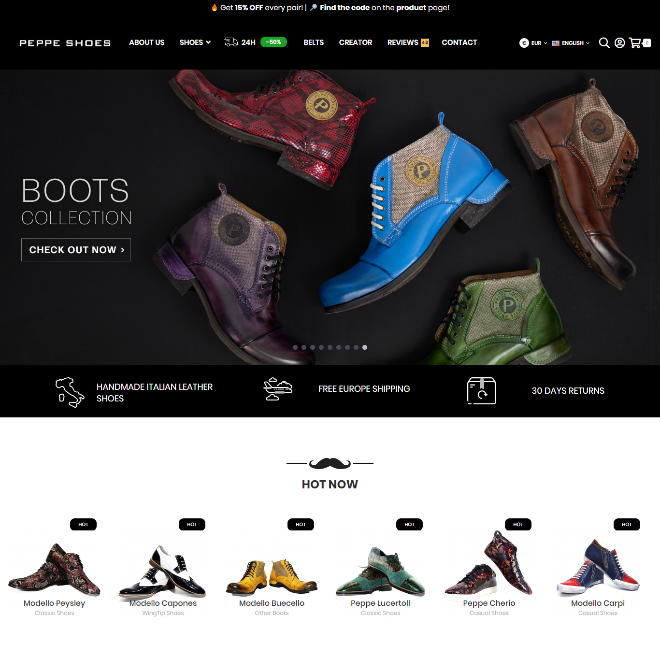 Get 15% OFF every pair! | Find the code on the product page!
PEPPE SHOES
ABOUT US
SHOES
24H
-50%
BELTS
CREATOR
REVIEWS
CONTACT
€ EUR
ENGLISH
0
BOOTS
COLLECTION
CHECK OUT NOW ›
P
P
P
HANDMADE ITALIAN LEATHER
SHOES
FREE EUROPE SHIPPING
30 DAYS RETURNS
HOT NOW
HOT HOT HOT HOT HOT HOT
Modello Peysley
Classic Shoes
Modello Capones
WingTip Shoes
Modello Buecello
Other Boots
Peppe Lucertoll
Classic Shoes
Peppe Cherio
Casual Shoes
Modello Carpi
Casual Shoes